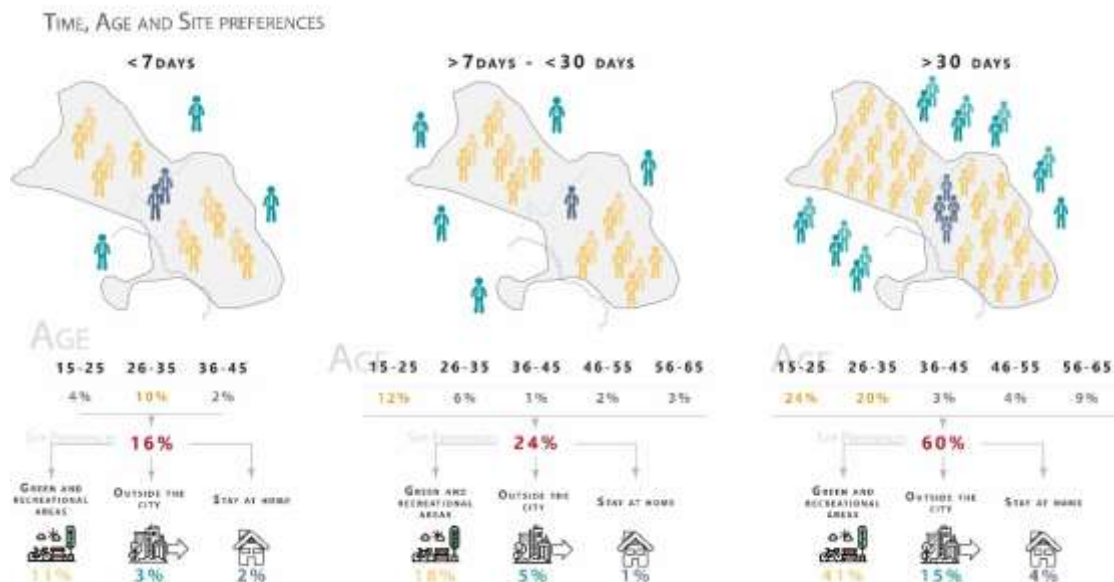 TIME, AGE AND SITE PREFERENCES
<7DAYS
>7DAYS - <30 DAYS
>30 DAYS
AGE
15-25 26-35 36-45
4% 10% 2%
16%
GREEN AND RECREATIONAL AREAS
OUTSIDE THE CITY
STAY AT HOME
11% 3% 2%
AGE
15-25 26-35 36-45 46-55 56-65
12% 6% 1% 2% 3%
24%
GREEN AND RECREATIONAL AREAS
OUTSIDE THE CITY
STAY AT HOME
18% 5% 1%
AGE
15-25 26-35 36-45 46-55 56-65
24% 20% 3% 4% 9%
60%
GREEN AND RECREATIONAL AREAS
OUTSIDE THE CITY
STAY AT HOME
41% 15% 4%